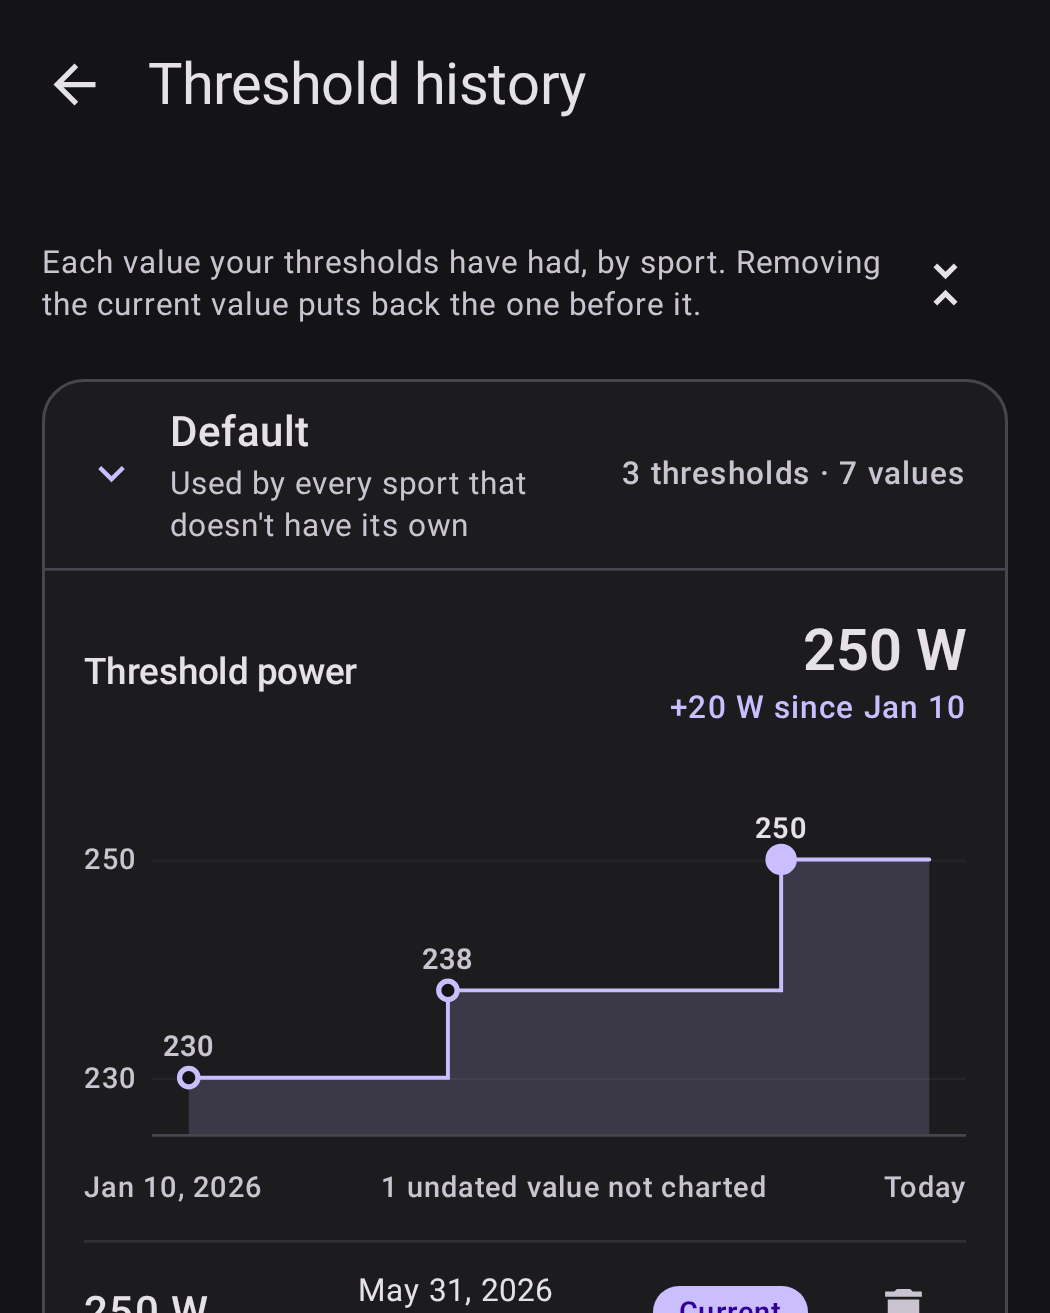 Threshold history
Each value your thresholds have had, by sport. Removing
the current value puts back the one before it.
Default
Used by every sport that
doesn't have its own
3 thresholds · 7 values
Threshold power
250 W
+20 W since Jan 10
250
250
238
230
230
Jan 10, 2026
1 undated value not charted
Today
250 W
May 31, 2026
Current